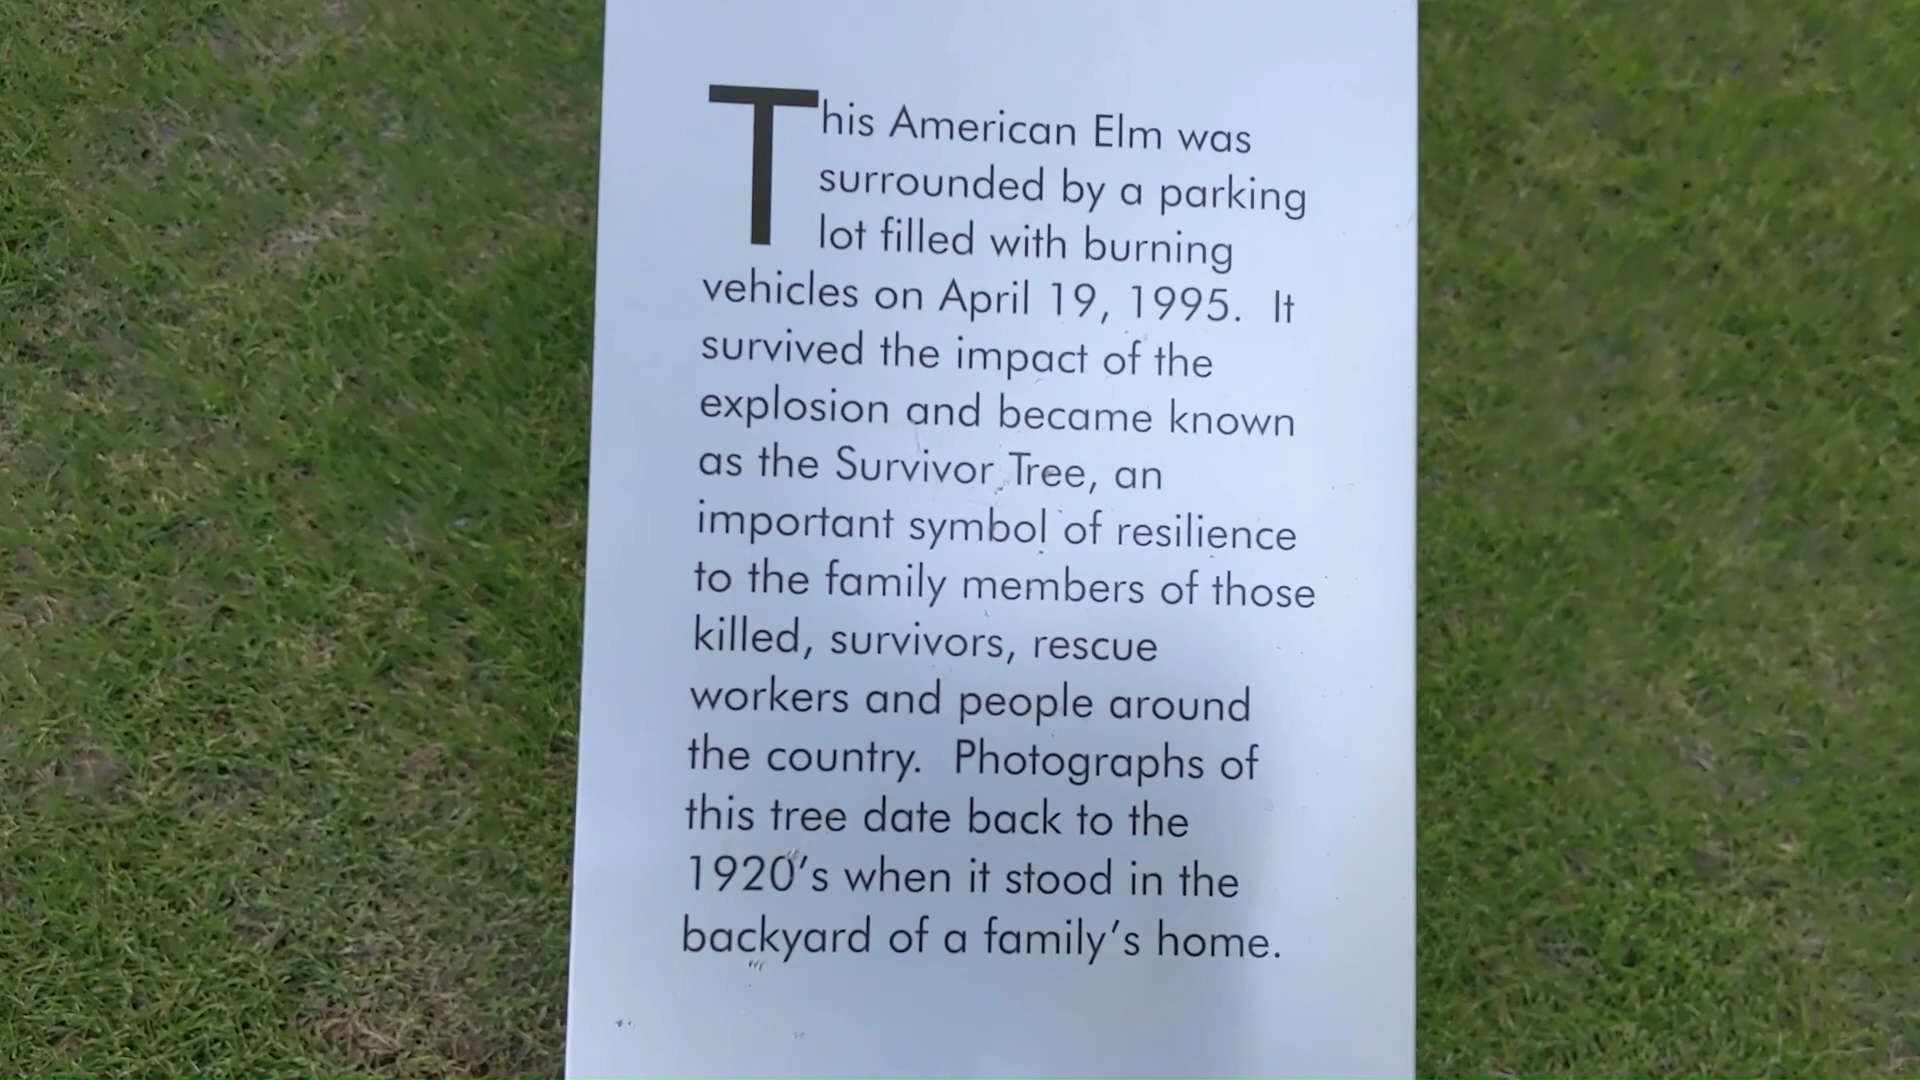 This American Elm was
surrounded by a parking
lot filled with burning
vehicles on April 19, 1995.  It
survived the impact of the
explosion and became known
as the Survivor Tree, an
important symbol of resilience
to the family members of those
killed, survivors, rescue
workers and people around
the country.  Photographs of
this tree date back to the
1920's when it stood in the
backyard of a family's home.